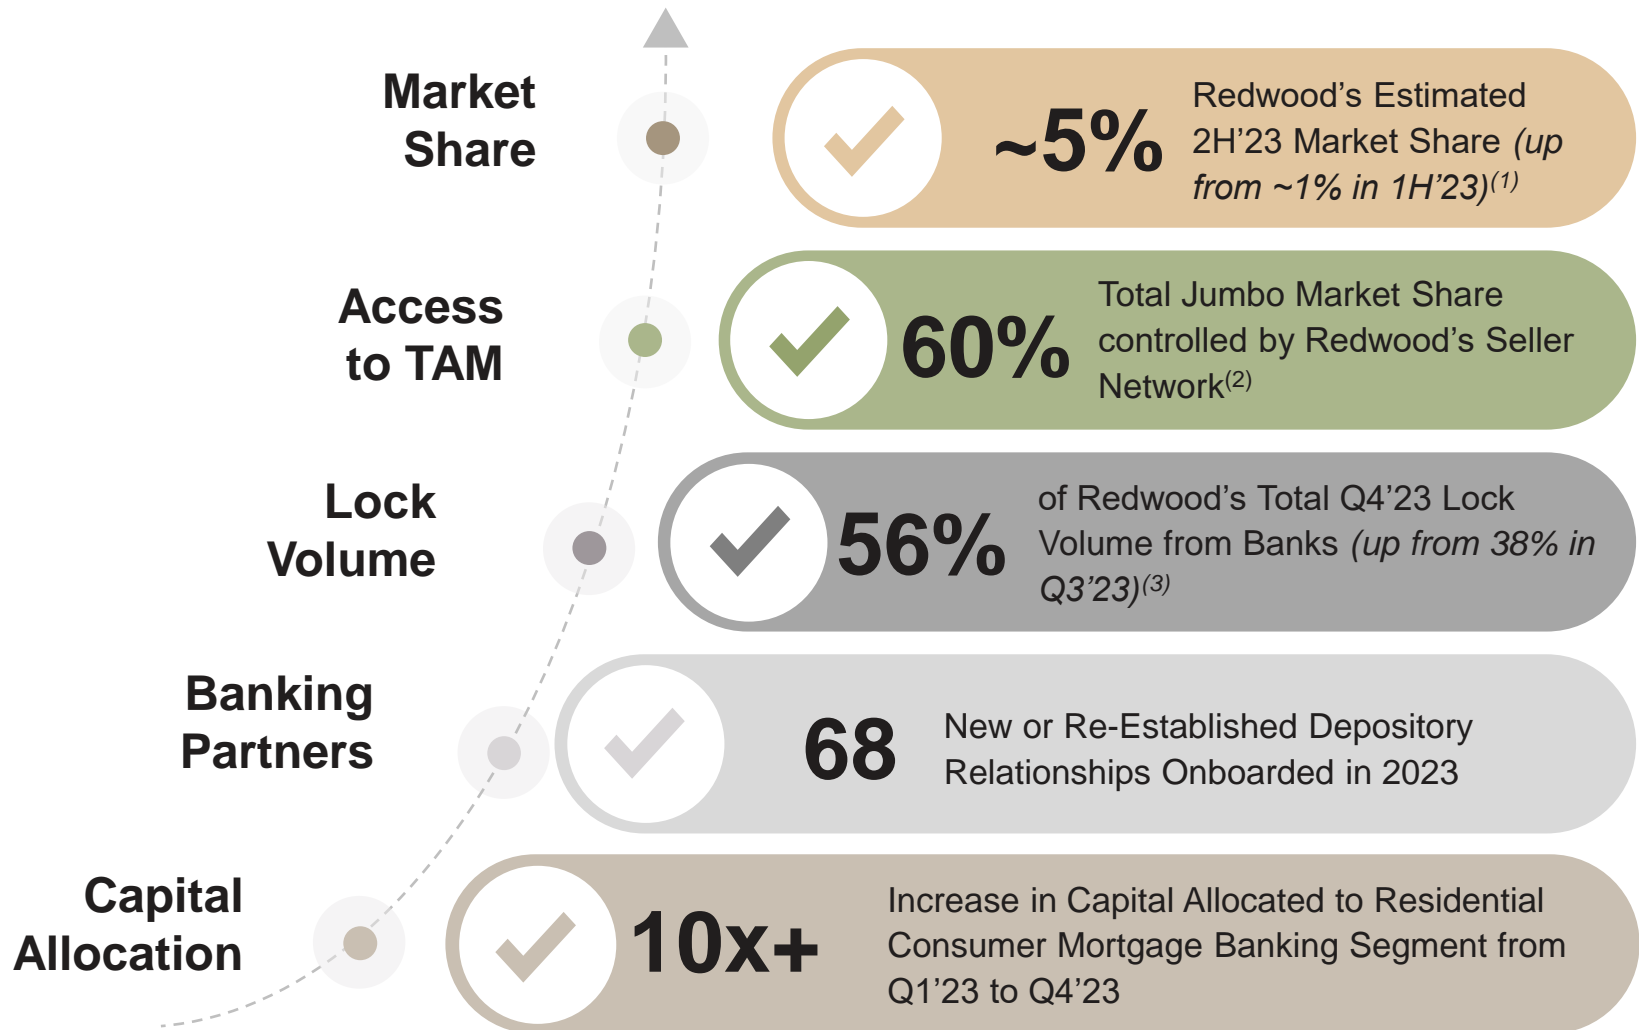 Market
Share
~5%
Redwood’s Estimated
2H’23 Market Share (up
from ~1% in 1H’23)(1)
Access
to TAM
60%
Total Jumbo Market Share
controlled by Redwood’s Seller
Network(2)
Lock
Volume
56%
of Redwood’s Total Q4’23 Lock
Volume from Banks (up from 38% in
Q3’23)(3)
Banking
Partners
68
New or Re-Established Depository
Relationships Onboarded in 2023
Capital
Allocation
10x+
Increase in Capital Allocated to Residential
Consumer Mortgage Banking Segment from
Q1’23 to Q4’23